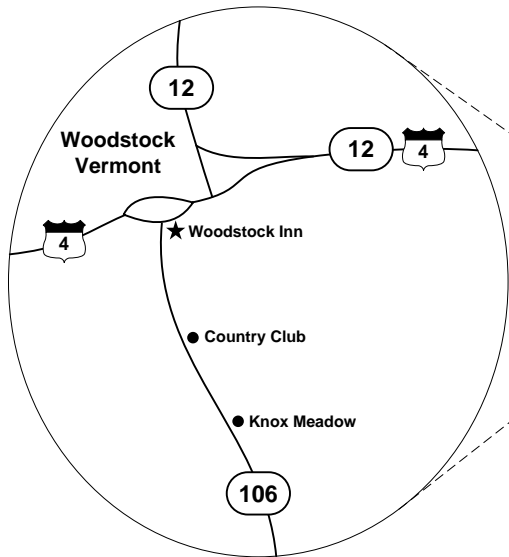 12
Woodstock
Vermont
12
4
4
Woodstock Inn
Country Club
Knox Meadow
106